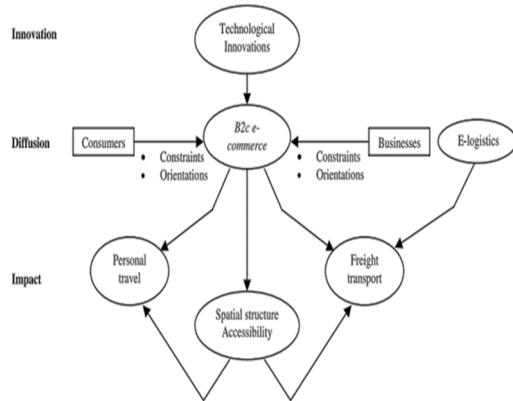 Innovation
Technological
Innovations
Diffusion
Consumers
B2c e-
commerce
Businesses
E-logistics
• Constraints
• Orientations
• Constraints
• Orientations
Impact
Personal
travel
Freight
transport
Spatial structure
Accessibility